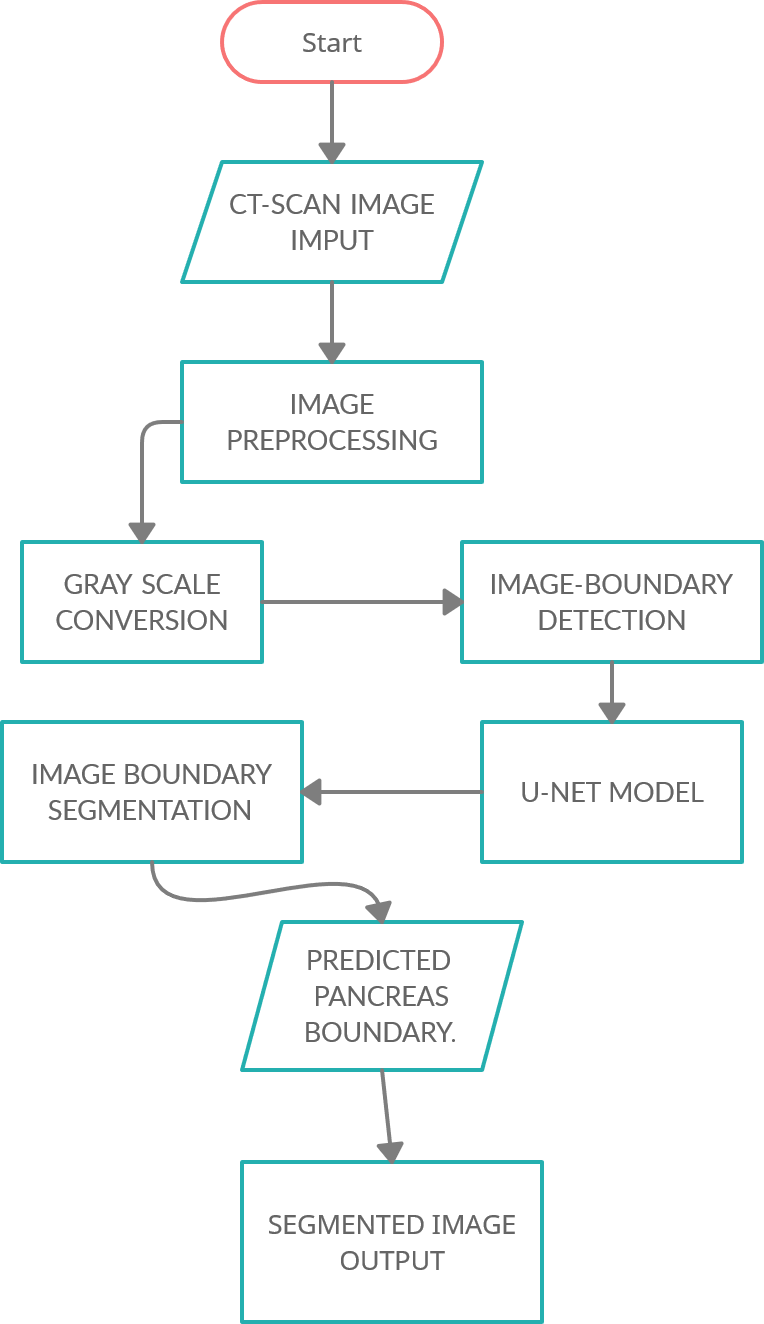 Start
CT-SCAN IMAGE
IMPUT
IMAGE
PREPROCESSING
GRAY SCALE
CONVERSION
IMAGE-BOUNDARY
DETECTION
IMAGE BOUNDARY
SEGMENTATION
U-NET MODEL
PREDICTED
PANCREAS
BOUNDARY.
SEGMENTED IMAGE
OUTPUT